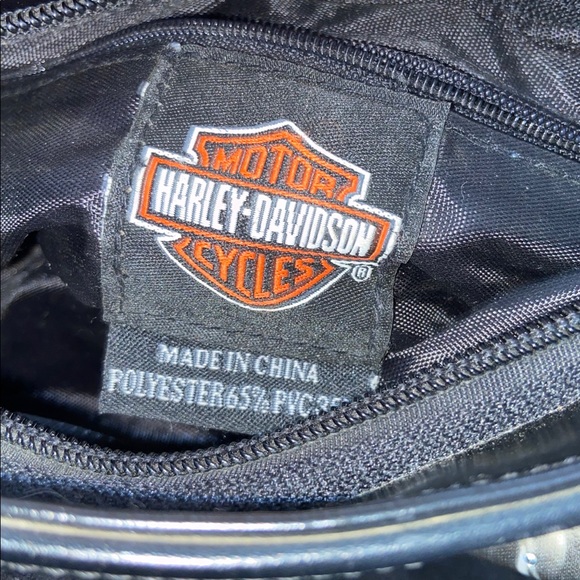 MOTOR
HARLEY-DAVIDSON
CYCLES
®
MADE IN CHINA
POLYESTER65% PVC